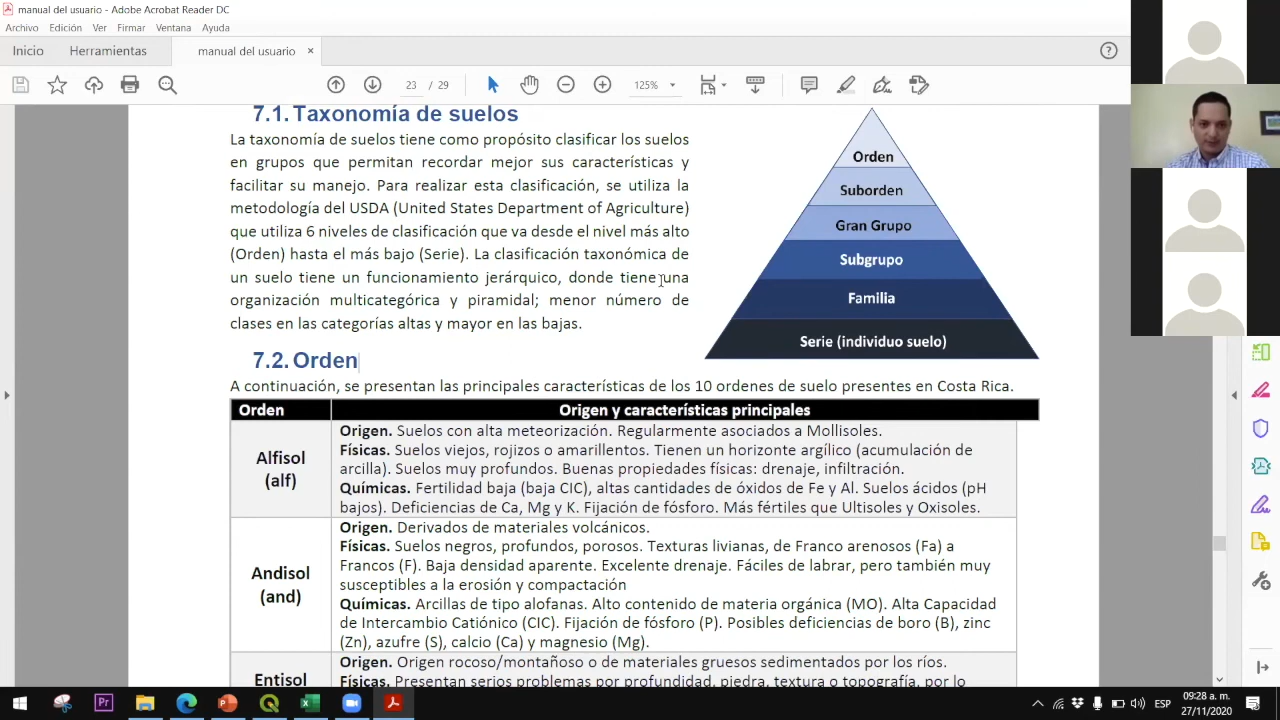 manual del usuario - Adobe Acrobat Reader DC
Archivo Edición Ver Firmar Ventana Ayuda
Inicio Herramientas manual del usuario ×
23 / 29 125%
7.1. Taxonomía de suelos
La taxonomía de suelos tiene como propósito clasificar los suelos
en grupos que permitan recordar mejor sus características y
facilitar su manejo. Para realizar esta clasificación, se utiliza la
metodología del USDA (United States Department of Agriculture)
que utiliza 6 niveles de clasificación que va desde el nivel más alto
(Orden) hasta el más bajo (Serie). La clasificación taxonómica de
un suelo tiene un funcionamiento jerárquico, donde tiene una
organización multicategórica y piramidal; menor número de
clases en las categorías altas y mayor en las bajas.
Orden
Suborden
Gran Grupo
Subgrupo
Familia
Serie (individuo suelo)
7.2. Orden
A continuación, se presentan las principales características de los 10 ordenes de suelo presentes en Costa Rica.
Orden Origen y características principales
Alfisol
(alf)
Origen. Suelos con alta meteorización. Regularmente asociados a Mollisoles.
Físicas. Suelos viejos, rojizos o amarillentos. Tienen un horizonte argílico (acumulación de
arcilla). Suelos muy profundos. Buenas propiedades físicas: drenaje, infiltración.
Químicas. Fertilidad baja (baja CIC), altas cantidades de óxidos de Fe y Al. Suelos ácidos (pH
bajos). Deficiencias de Ca, Mg y K. Fijación de fósforo. Más fértiles que Ultisoles y Oxisoles.
Andisol
(and)
Origen. Derivados de materiales volcánicos.
Físicas. Suelos negros, profundos, porosos. Texturas livianas, de Franco arenosos (Fa) a
Francos (F). Baja densidad aparente. Excelente drenaje. Fáciles de labrar, pero también muy
susceptibles a la erosión y compactación
Químicas. Arcillas de tipo alofanas. Alto contenido de materia orgánica (MO). Alta Capacidad
de Intercambio Catiónico (CIC). Fijación de fósforo (P). Posibles deficiencias de boro (B), zinc
(Zn), azufre (S), calcio (Ca) y magnesio (Mg).
Entisol
Origen. Origen rocoso/montañoso o de materiales gruesos sedimentados por los ríos.
Físicas. Presentan serios problemas por profundidad, piedra, textura o topografía, por lo
Pr
ESP
09:28 a. m.
27/11/2020